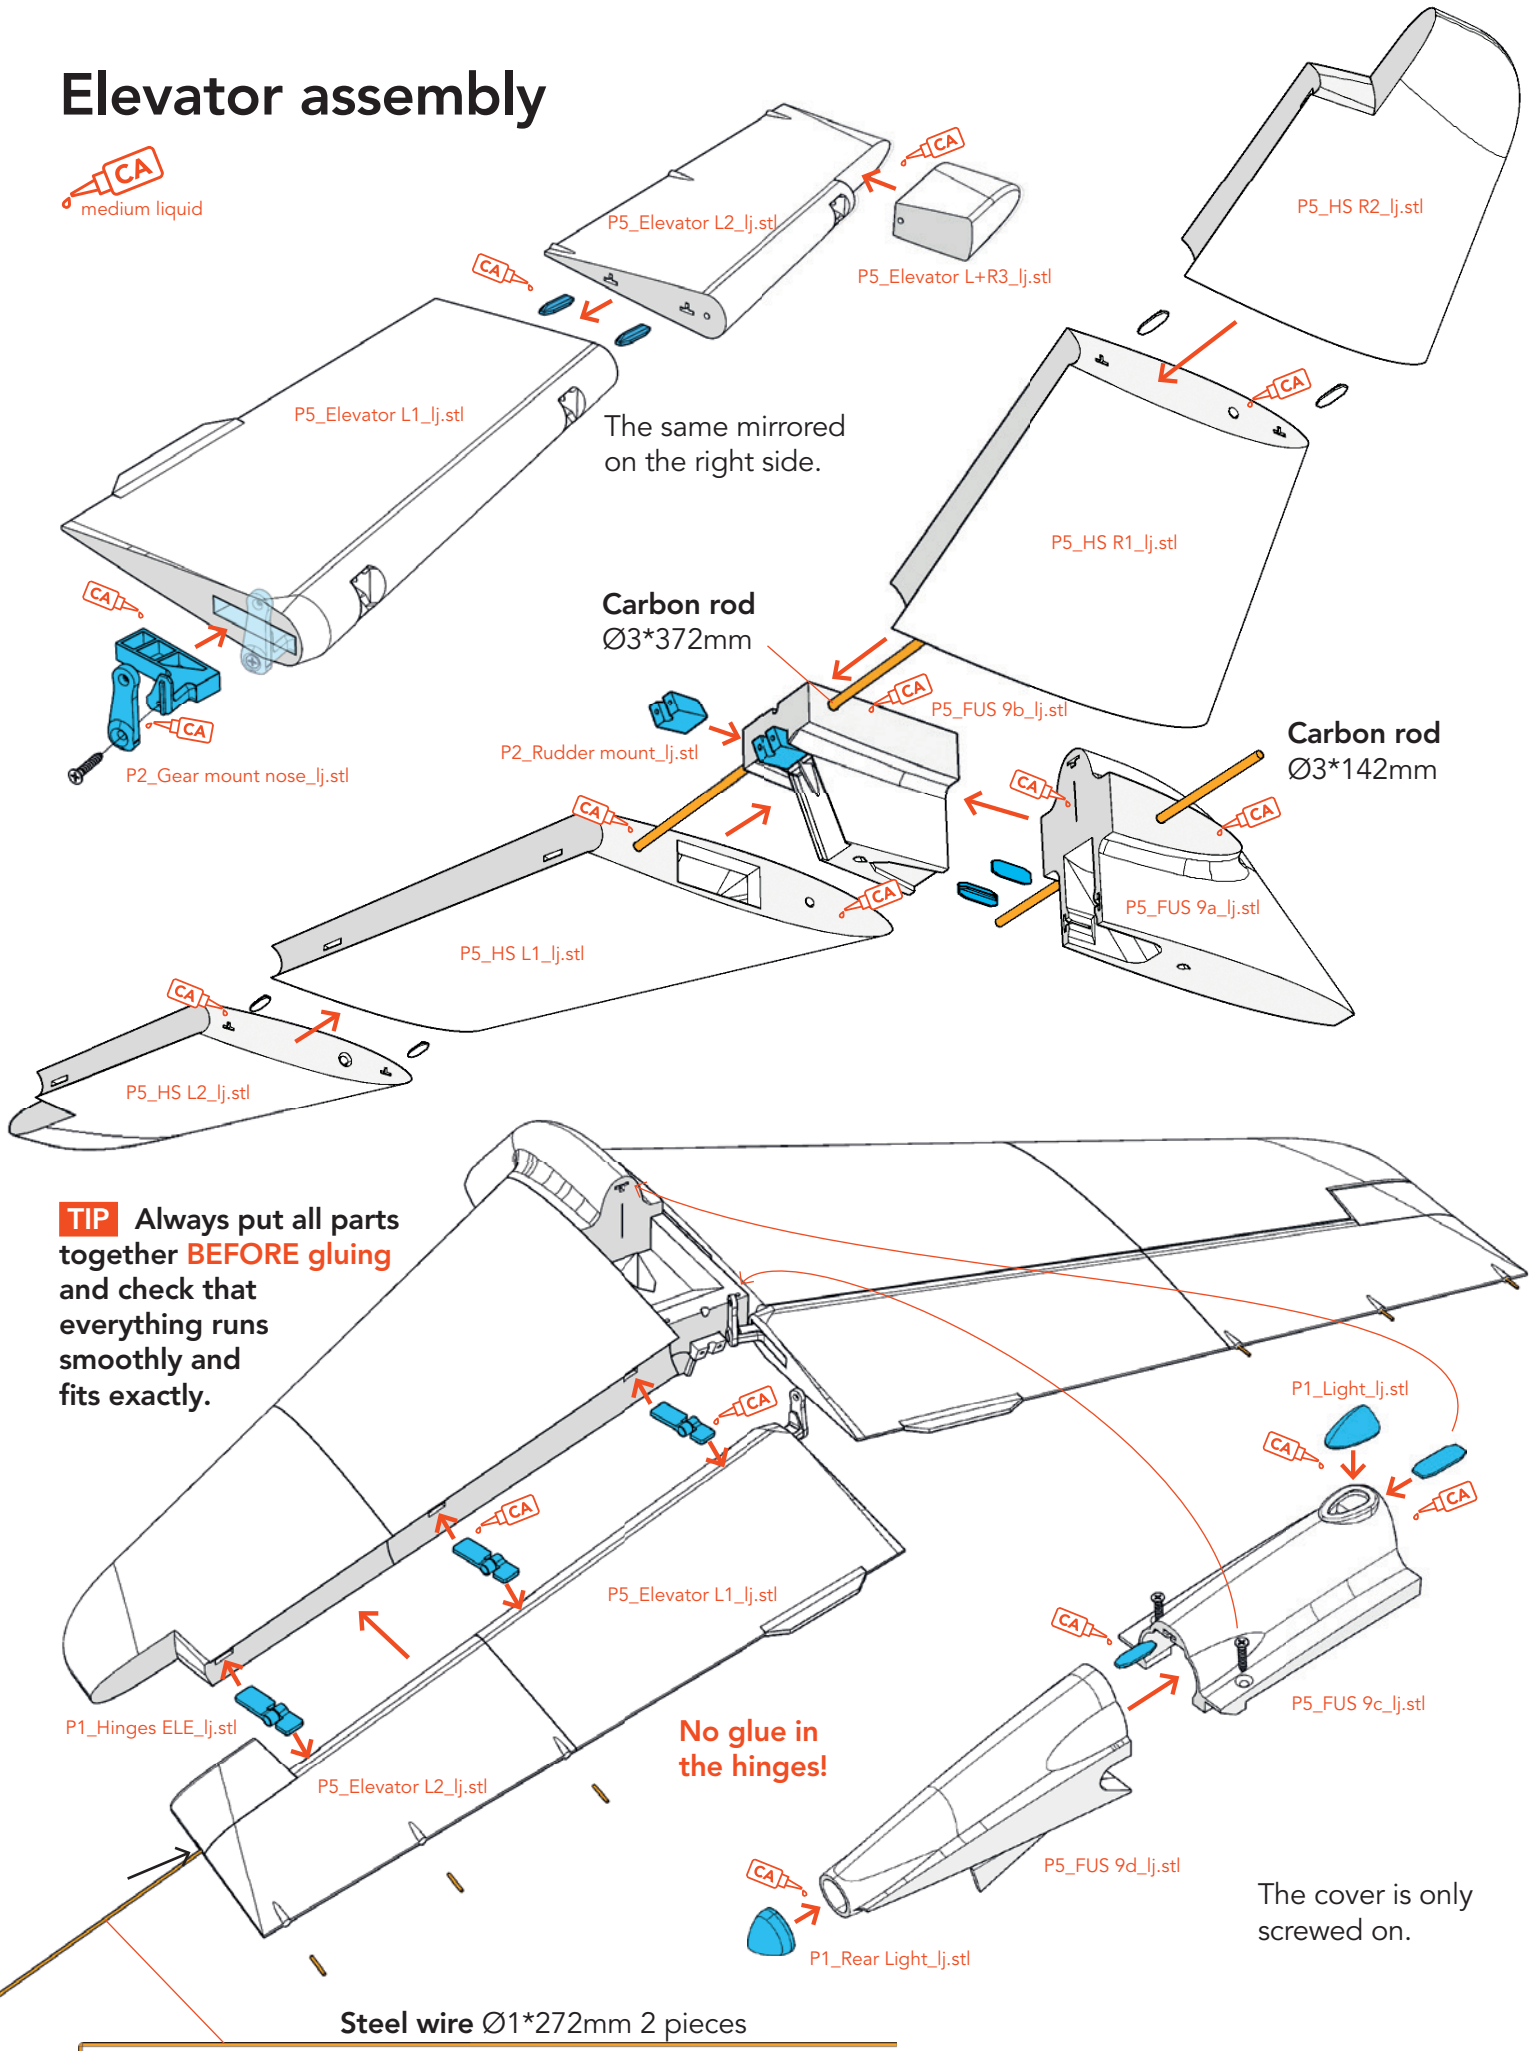 Elevator assembly
CA
medium liquid
CA
P5_Elevator L2_lj.stl
P5_Elevator L+R3_lj.stl
P5_HS R2_lj.stl
CA
P5_Elevator L1_lj.stl
The same mirrored
on the right side.
CA
P5_HS R1_lj.stl
CA
Carbon rod
Ø3*372mm
CA
P5_FUS 9b_lj.stl
CA
P2_Rudder mount_lj.stl
P2_Gear mount nose_lj.stl
Carbon rod
Ø3*142mm
CA
CA
CA
CA
P5_FUS 9a_lj.stl
P5_HS L1_lj.stl
CA
P5_HS L2_lj.stl
TIP Always put all parts
together BEFORE gluing
and check that
everything runs
smoothly and
fits exactly.
CA
P1_Light_lj.stl
CA
CA
CA
P5_Elevator L1_lj.stl
CA
P5_FUS 9c_lj.stl
P1_Hinges ELE_lj.stl
No glue in
the hinges!
P5_Elevator L2_lj.stl
CA
P5_FUS 9d_lj.stl
The cover is only
screwed on.
P1_Rear Light_lj.stl
Steel wire Ø1*272mm 2 pieces